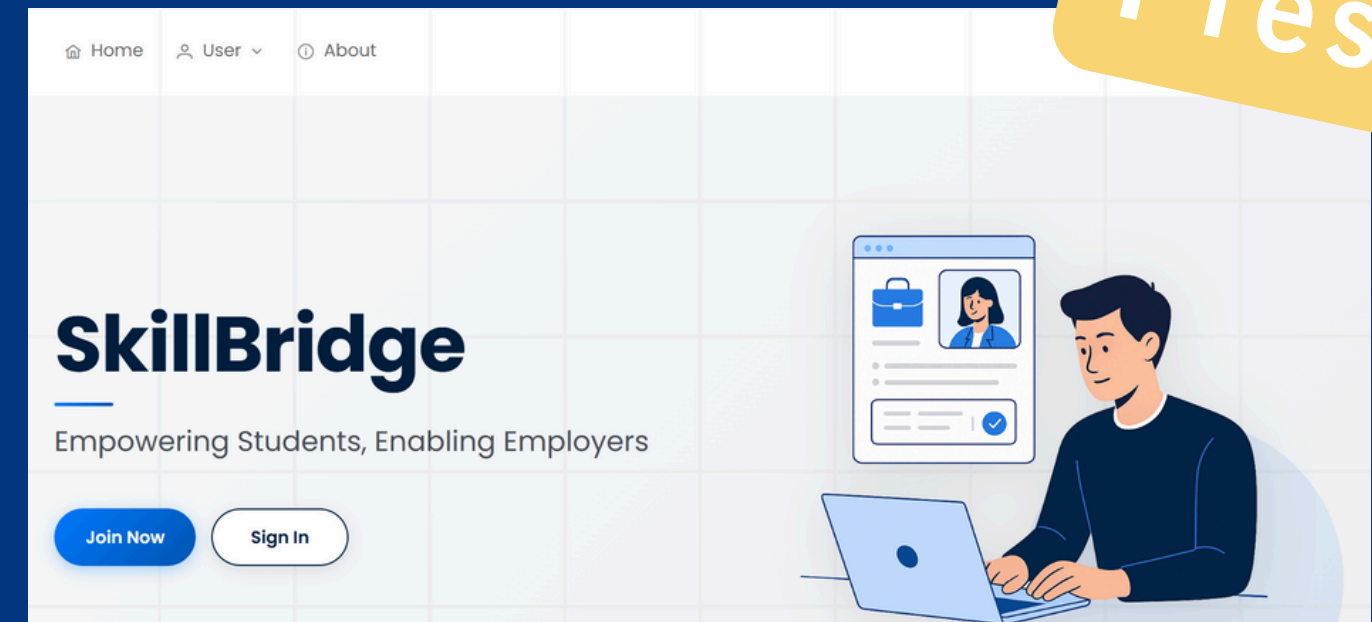 Home
User
About
SkillBridge
Empowering Students, Enabling Employers
Join Now
Sign In